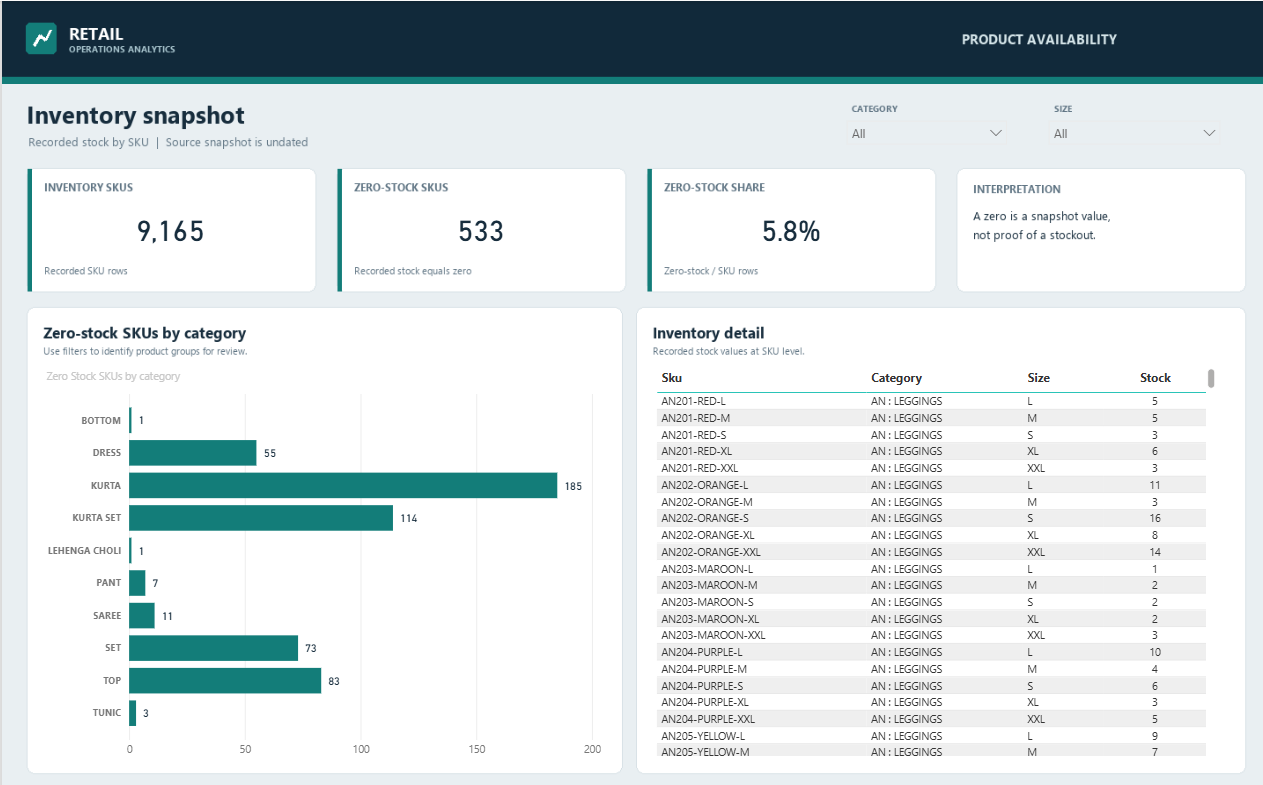 RETAIL
OPERATIONS ANALYTICS
PRODUCT AVAILABILITY
Inventory snapshot
Recorded stock by SKU | Source snapshot is undated
CATEGORY
All
SIZE
All
INVENTORY SKUS
9,165
Recorded SKU rows
ZERO-STOCK SKUS
533
Recorded stock equals zero
ZERO-STOCK SHARE
5.8%
Zero-stock / SKU rows
INTERPRETATION
A zero is a snapshot value,
not proof of a stockout.
Zero-stock SKUs by category
Use filters to identify product groups for review.
Zero Stock SKUs by category
BOTTOM 1
DRESS 55
KURTA 185
KURTA SET 114
LEHENGA CHOLI 1
PANT 7
SAREE 11
SET 73
TOP 83
TUNIC 3
0 50 100 150 200
Inventory detail
Recorded stock values at SKU level.
Sku Category Size Stock
AN201-RED-L AN : LEGGINGS L 5
AN201-RED-M AN : LEGGINGS M 5
AN201-RED-S AN : LEGGINGS S 3
AN201-RED-XL AN : LEGGINGS XL 6
AN201-RED-XXL AN : LEGGINGS XXL 3
AN202-ORANGE-L AN : LEGGINGS L 11
AN202-ORANGE-M AN : LEGGINGS M 3
AN202-ORANGE-S AN : LEGGINGS S 16
AN202-ORANGE-XL AN : LEGGINGS XL 8
AN202-ORANGE-XXL AN : LEGGINGS XXL 14
AN203-MAROON-L AN : LEGGINGS L 1
AN203-MAROON-M AN : LEGGINGS M 2
AN203-MAROON-S AN : LEGGINGS S 2
AN203-MAROON-XL AN : LEGGINGS XL 2
AN203-MAROON-XXL AN : LEGGINGS XXL 3
AN204-PURPLE-L AN : LEGGINGS L 10
AN204-PURPLE-M AN : LEGGINGS M 4
AN204-PURPLE-S AN : LEGGINGS S 6
AN204-PURPLE-XL AN : LEGGINGS XL 3
AN204-PURPLE-XXL AN : LEGGINGS XXL 5
AN205-YELLOW-L AN : LEGGINGS L 9
AN205-YELLOW-M AN : LEGGINGS M 7